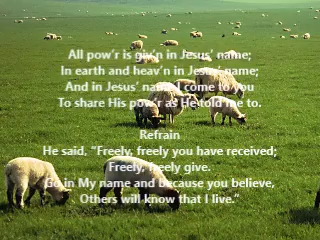 All pow’r is giv’n in Jesus’ name;
In earth and heav’n in Jesus’ name;
And in Jesus’ name I come to you
To share His pow’r as He told me to.
Refrain
He said, “Freely, freely you have received;
Freely, freely give.
Go in My name and because you believe,
Others will know that I live.”